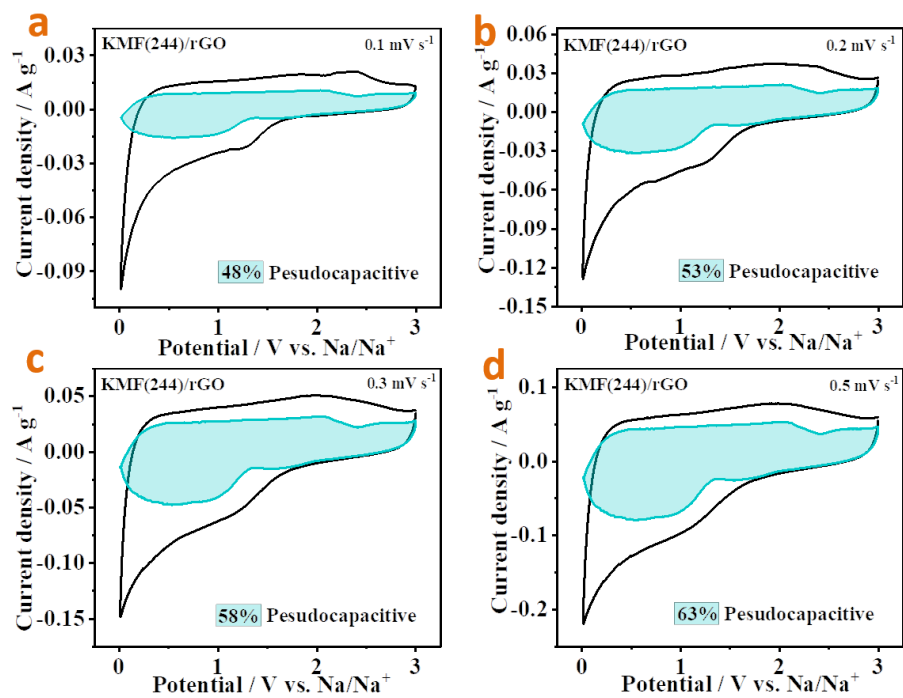 a
KMF(244)/rGO 0.1 mV s⁻¹
Current density / A g⁻¹
0.03
0.00
-0.03
-0.06
-0.09
48% Pesudocapacitive
0 1 2 3
Potential / V vs. Na/Na⁺
b
KMF(244)/rGO 0.2 mV s⁻¹
Current density / A g⁻¹
0.06
0.03
0.00
-0.03
-0.06
-0.09
-0.12
-0.15
53% Pesudocapacitive
0 1 2 3
Potential / V vs. Na/Na⁺
c
KMF(244)/rGO 0.3 mV s⁻¹
Current density / A g⁻¹
0.05
0.00
-0.05
-0.10
-0.15
58% Pesudocapacitive
0 1 2 3
Potential / V vs. Na/Na⁺
d
KMF(244)/rGO 0.5 mV s⁻¹
Current density / A g⁻¹
0.1
0.0
-0.1
-0.2
63% Pesudocapacitive
0 1 2 3
Potential / V vs. Na/Na⁺